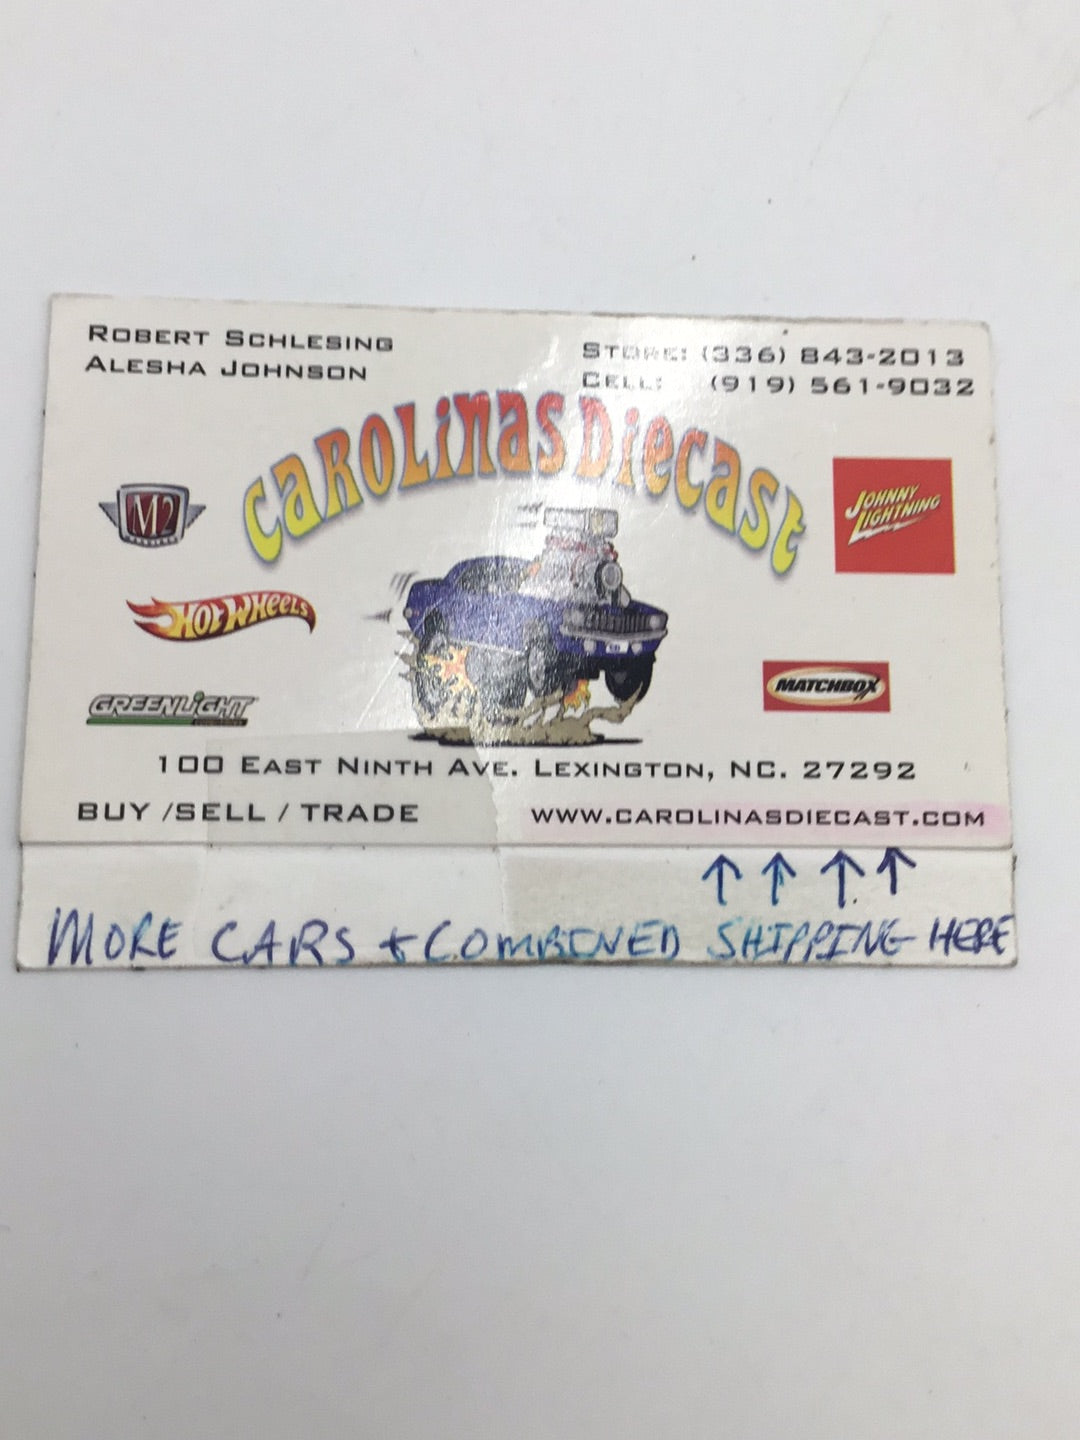 ROBERT SCHLESING
ALESHA JOHNSON
STORE: (336) 843-2013
CELL: (919) 561-9032
CAROLINAS DIECAST
M2
JOHNNY
LIGHTNING
HOT WHEELS
MATCHBOX
GREENLIGHT
100 EAST NINTH AVE. LEXINGTON, NC. 27292
BUY /SELL / TRADE
WWW.CAROLINASDIECAST.COM
MORE CARS + COMBINED SHIPPING HERE